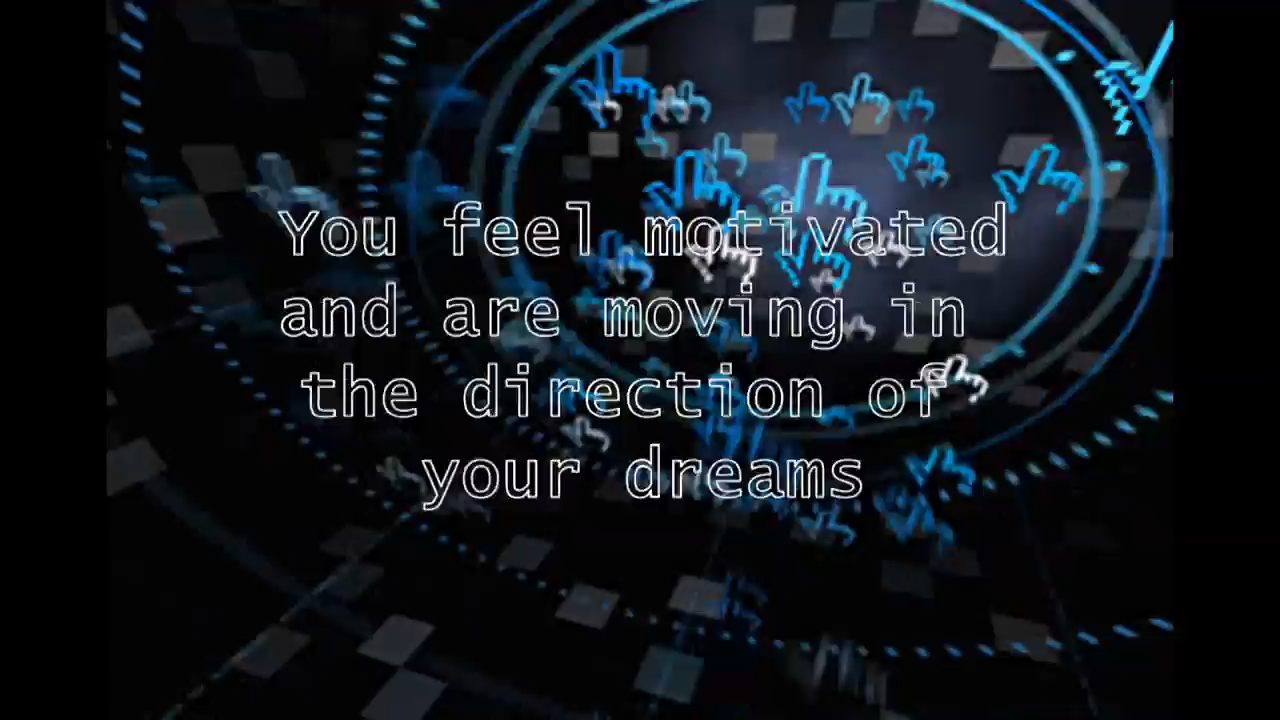 You feel motivated
and are moving in
the direction of
your dreams